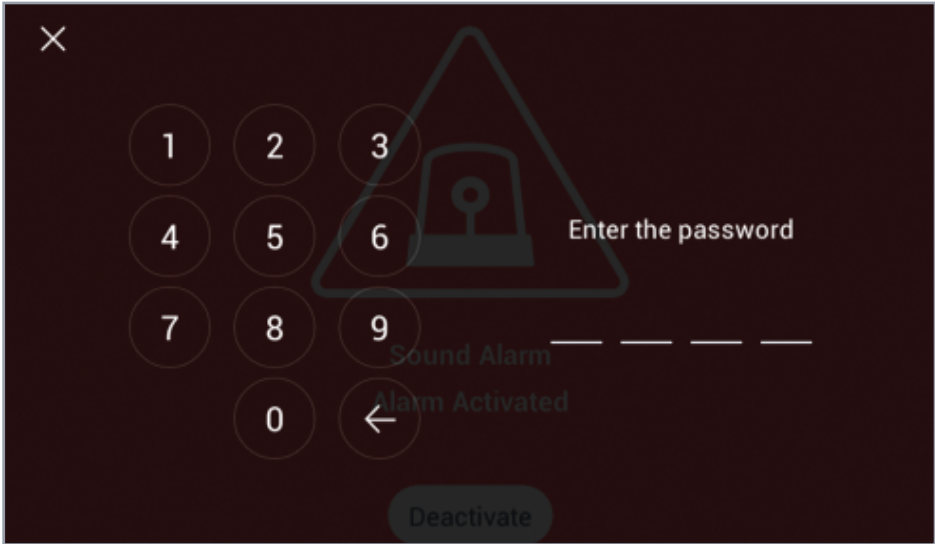 1 2 3
4 5 6
Enter the password
7 8 9
Sound Alarm
Alarm Activated
0
Deactivate